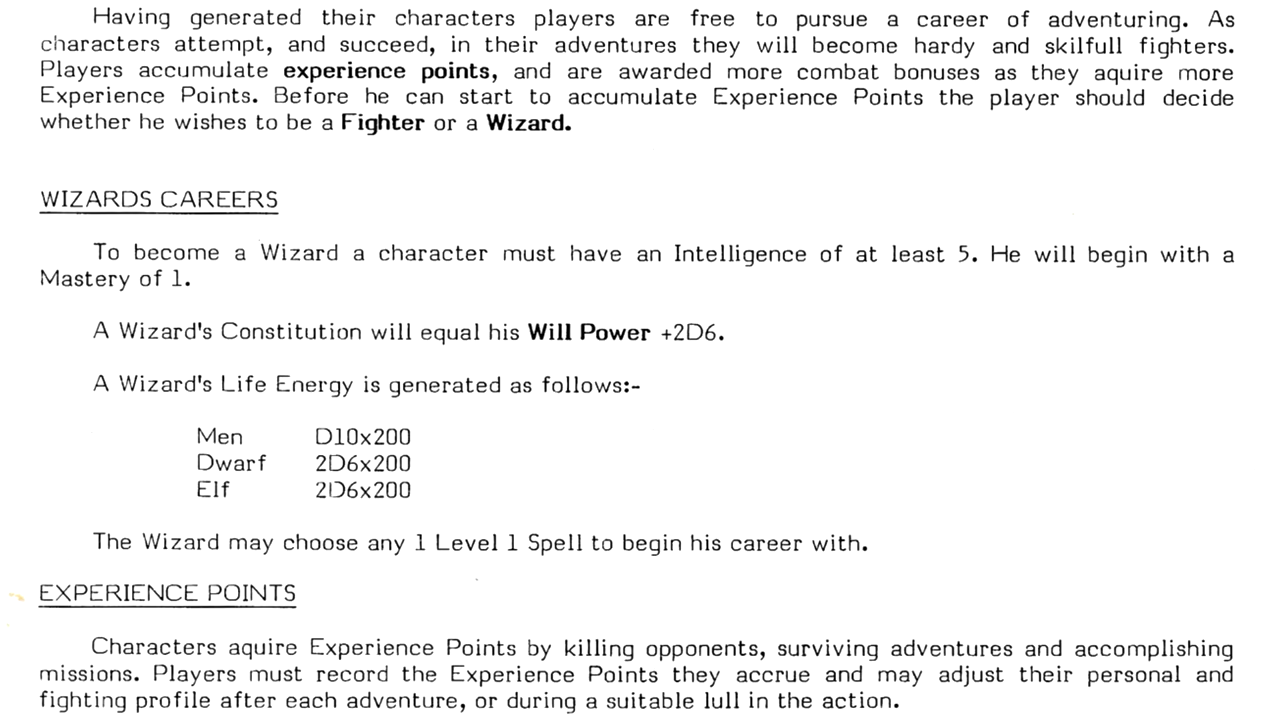 Having generated their characters players are free to pursue a career of adventuring. As
characters attempt, and succeed, in their adventures they will become hardy and skilfull fighters.
Players accumulate experience points, and are awarded more combat bonuses as they aquire more
Experience Points. Before he can start to accumulate Experience Points the player should decide
whether he wishes to be a Fighter or a Wizard.
WIZARDS CAREERS
To become a Wizard a character must have an Intelligence of at least 5. He will begin with a
Mastery of 1.
A Wizard's Constitution will equal his Will Power +2D6.
A Wizard's Life Energy is generated as follows:-
Men D10x200
Dwarf 2D6x200
Elf 2D6x200
The Wizard may choose any 1 Level 1 Spell to begin his career with.
EXPERIENCE POINTS
Characters aquire Experience Points by killing opponents, surviving adventures and accomplishing
missions. Players must record the Experience Points they accrue and may adjust their personal and
fighting profile after each adventure, or during a suitable lull in the action.